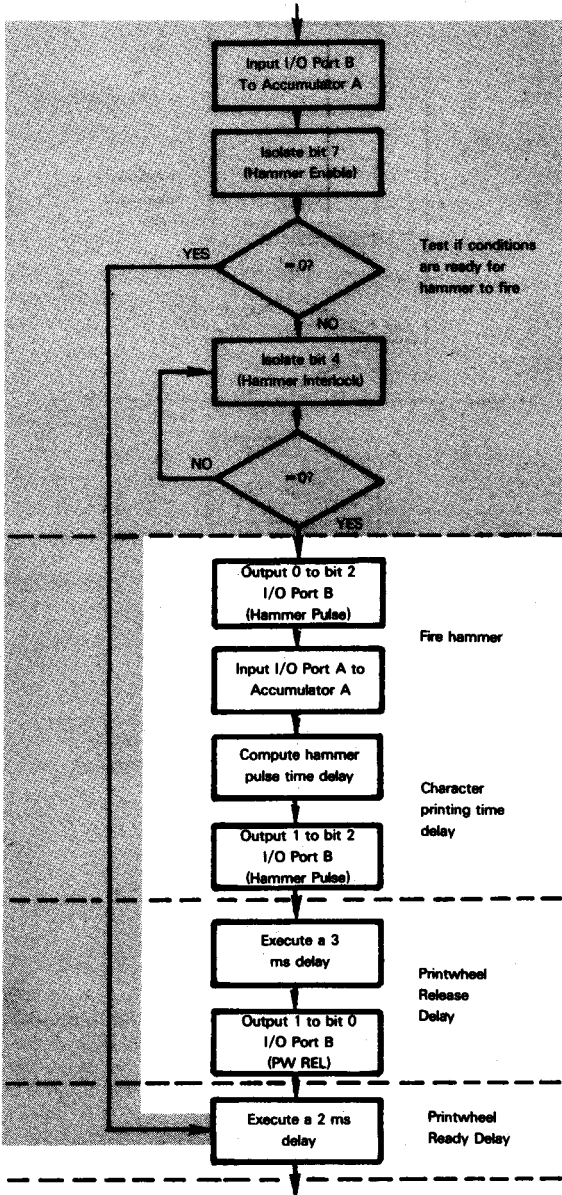 Input I/O Port B
To Accumulator A
Isolate bit 7
(Hammer Enable)
YES
= 0?
Test if conditions
are ready for
hammer to fire
NO
Isolate bit 4
(Hammer Interlock)
NO
=0?
YES
Output 0 to bit 2
I/O Port B
(Hammer Pulse)
Fire hammer
Input I/O Port A to
Accumulator A
Compute hammer
pulse time delay
Character
printing time
delay
Output 1 to bit 2
I/O Port B
(Hammer Pulse)
Execute a 3
ms delay
Printwheel
Release
Delay
Output 1 to bit 0
I/O Port B
(PW REL)
Execute a 2 ms
delay
Printwheel
Ready Delay